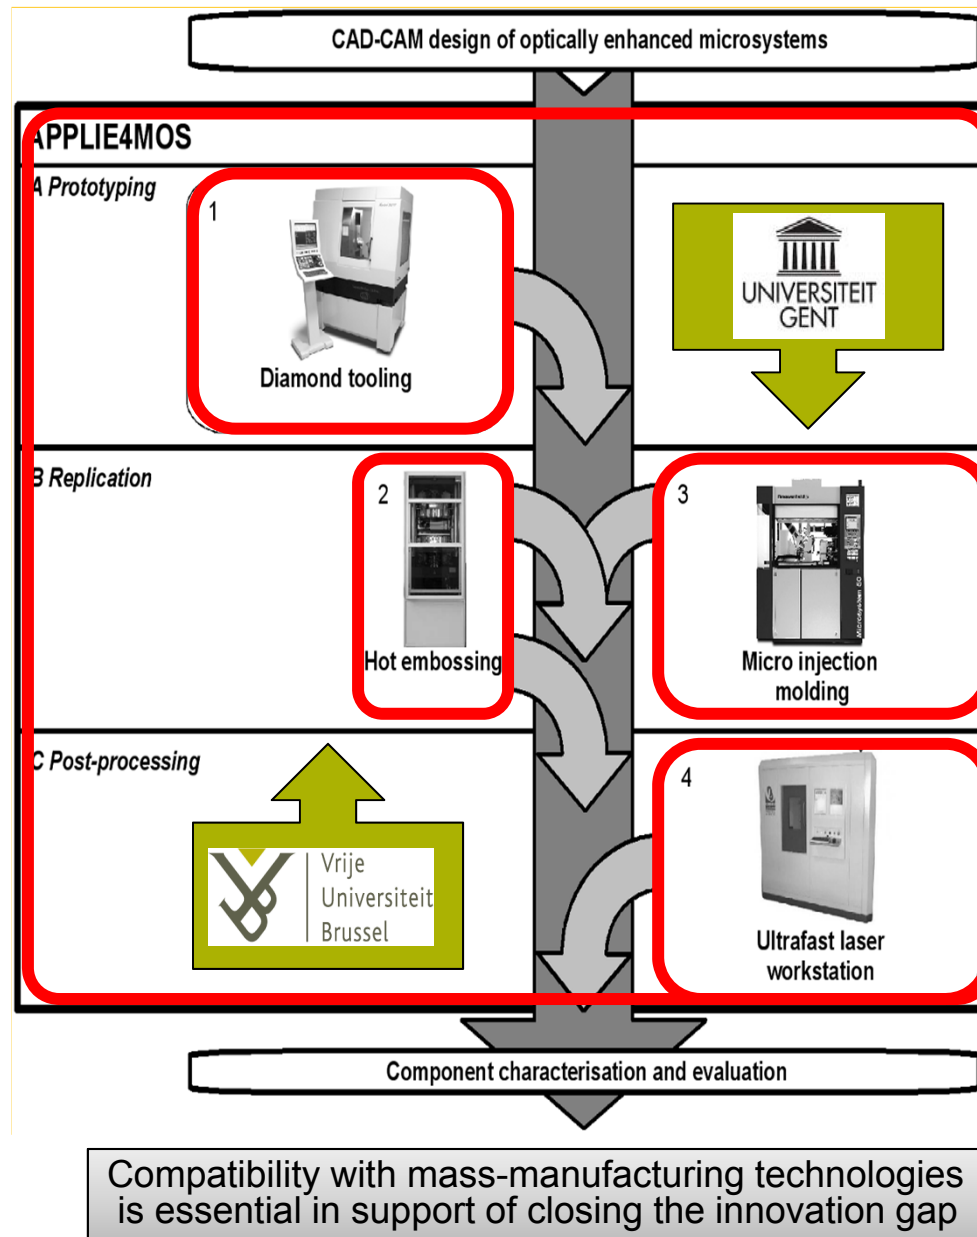 CAD-CAM design of optically enhanced microsystems
APPLIE4MOS
A Prototyping
1
Diamond tooling
UNIVERSITEIT
GENT
B Replication
2
Hot embossing
3
Micro injection
molding
C Post-processing
Vrije
Universiteit
Brussel
4
Ultrafast laser
workstation
Component characterisation and evaluation
Compatibility with mass-manufacturing technologies
is essential in support of closing the innovation gap